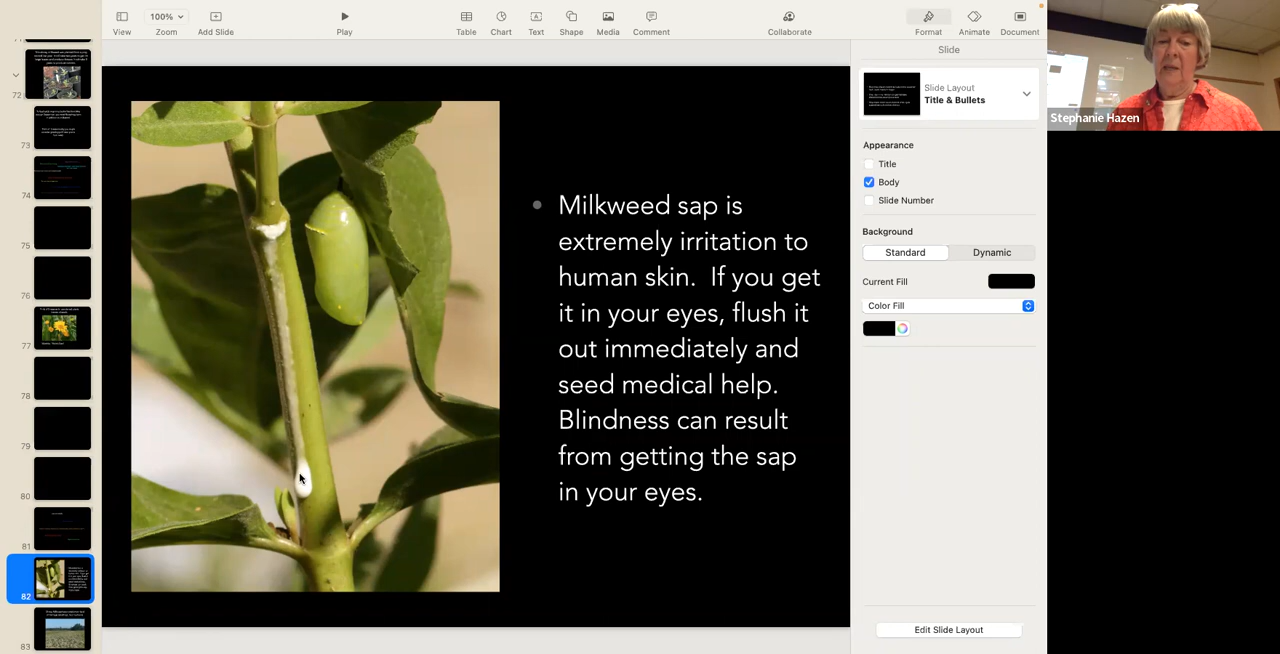 100%
View
Zoom
Add Slide
Play
Table
Chart
Text
Shape
Media
Comment
Collaborate
Format
Animate
Document
72
73
74
75
76
77
78
79
80
81
82
83
Milkweed sap is
extremely irritation to
human skin.  If you get
it in your eyes, flush it
out immediately and
seed medical help.
Blindness can result
from getting the sap
in your eyes.
Slide
Slide Layout
Title & Bullets
Appearance
Title
Body
Slide Number
Background
Standard
Dynamic
Current Fill
Color Fill
Edit Slide Layout
Stephanie Hazen